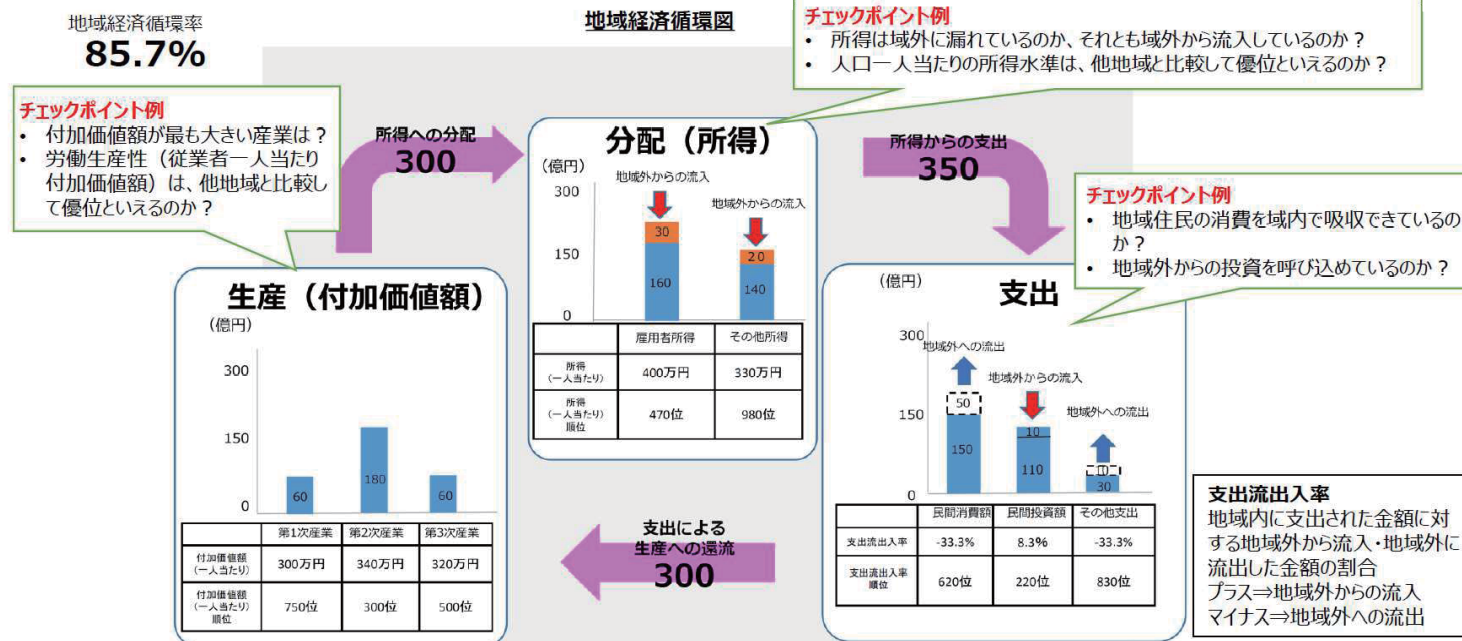 地域経済循環率
85.7%
地域経済循環図
チェックポイント例
• 所得は域外に漏れているのか、それとも域外から流入しているのか？
• 人口一人当たりの所得水準は、他地域と比較して優位といえるのか？
チェックポイント例
• 付加価値額が最も大きい産業は？
• 労働生産性（従業者一人当たり
付加価値額）は、他地域と比較し
て優位といえるのか？
所得への分配
300
分配（所得）
（億円）
地域外からの流入
地域外からの流入
300
150
0
30
160
20
140
雇用者所得 その他所得
所得
（一人当たり）
400万円 330万円
所得
（一人当たり）
順位
470位 980位
所得からの支出
350
チェックポイント例
• 地域住民の消費を域内で吸収できているの
か？
• 地域外からの投資を呼び込めているのか？
生産（付加価値額）
（億円）
300
150
0
60
180
60
第1次産業 第2次産業 第3次産業
付加価値額
（一人当たり）
300万円 340万円 320万円
付加価値額
（一人当たり）
順位
750位 300位 500位
支出による
生産への還流
300
支出
（億円）
300
150
0
地域外への流出
地域外からの流入
地域外への流出
50
150
10
110
10
30
民間消費額 民間投資額 その他支出
支出流出入率 -33.3% 8.3% -33.3%
支出流出入率
順位
620位 220位 830位
支出流出入率
地域内に支出された金額に対
する地域外から流入・地域外に
流出した金額の割合
プラス⇒地域外からの流入
マイナス⇒地域外への流出